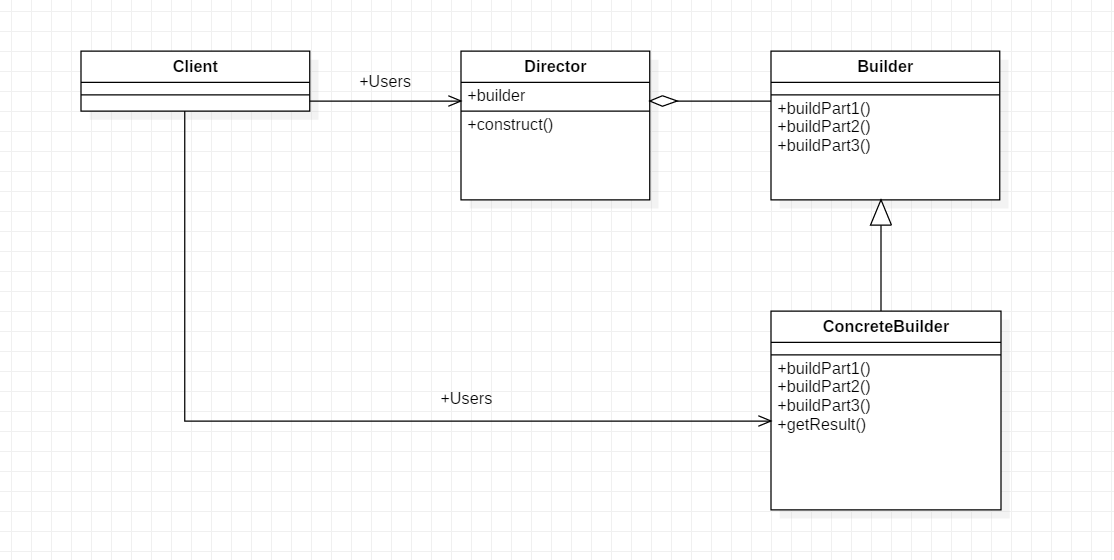 Client
+Users
Director
+builder
+construct()
Builder
+buildPart1()
+buildPart2()
+buildPart3()
+Users
ConcreteBuilder
+buildPart1()
+buildPart2()
+buildPart3()
+getResult()